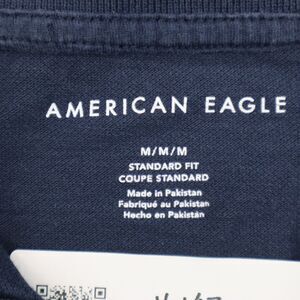 AMERICAN EAGLE
M/M/M
STANDARD FIT
COUPE STANDARD
Made in Pakistan
Fabriqué au Pakistan
Hecho en Pakistán